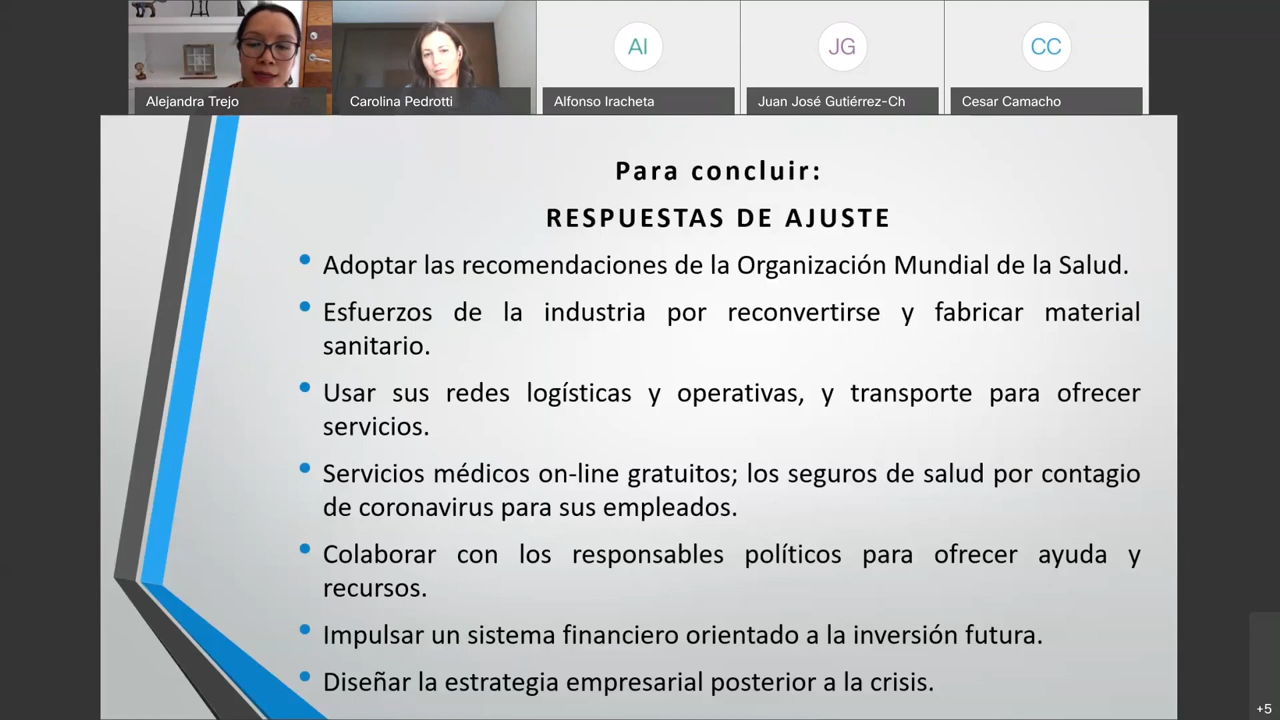 AI
JG
CC
Alejandra Trejo
Carolina Pedrotti
Alfonso Iracheta
Juan José Gutiérrez-Ch
Cesar Camacho
Para concluir:
RESPUESTAS DE AJUSTE
• Adoptar las recomendaciones de la Organización Mundial de la Salud.
• Esfuerzos de la industria por reconvertirse y fabricar material
sanitario.
• Usar sus redes logísticas y operativas, y transporte para ofrecer
servicios.
• Servicios médicos on-line gratuitos; los seguros de salud por contagio
de coronavirus para sus empleados.
• Colaborar con los responsables políticos para ofrecer ayuda y
recursos.
• Impulsar un sistema financiero orientado a la inversión futura.
• Diseñar la estrategia empresarial posterior a la crisis.
+5